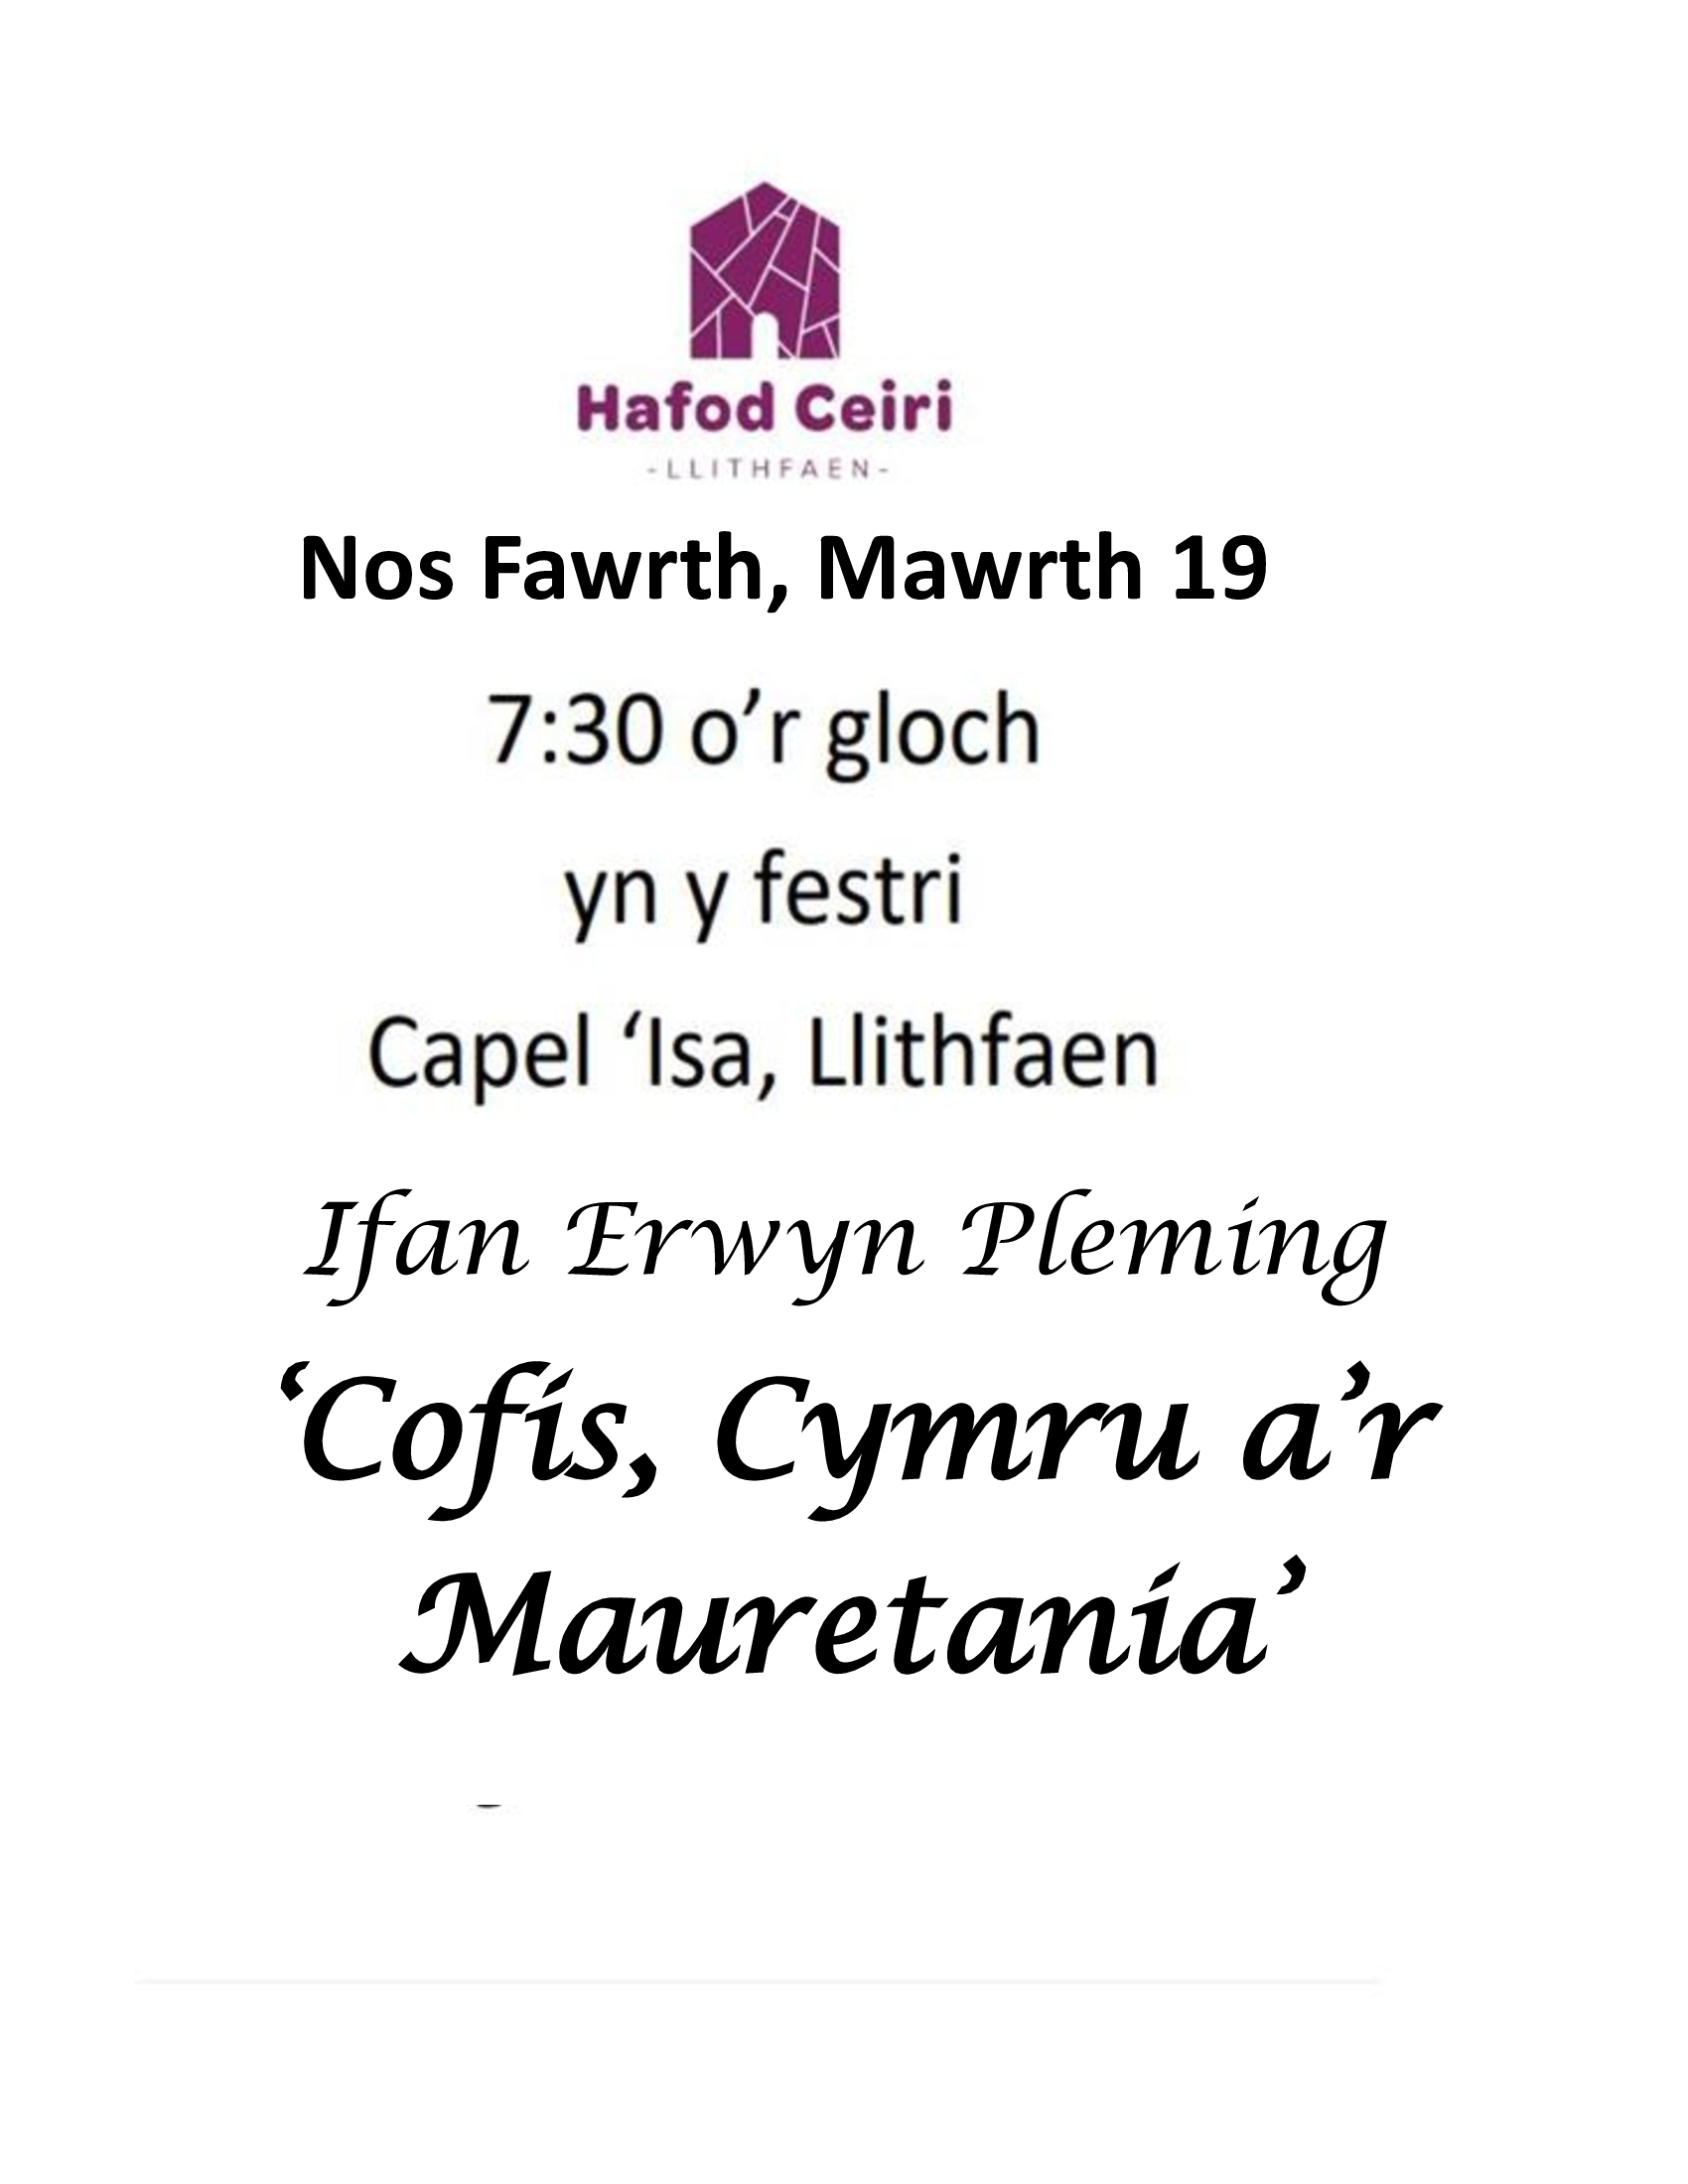 Hafod Ceiri
-LLITHFAEN-
Nos Fawrth, Mawrth 19
7:30 o’r gloch
yn y festri
Capel ‘Isa, Llithfaen
Ifan Erwyn Pleming
‘Cofis, Cymru a’r
Mauretania’